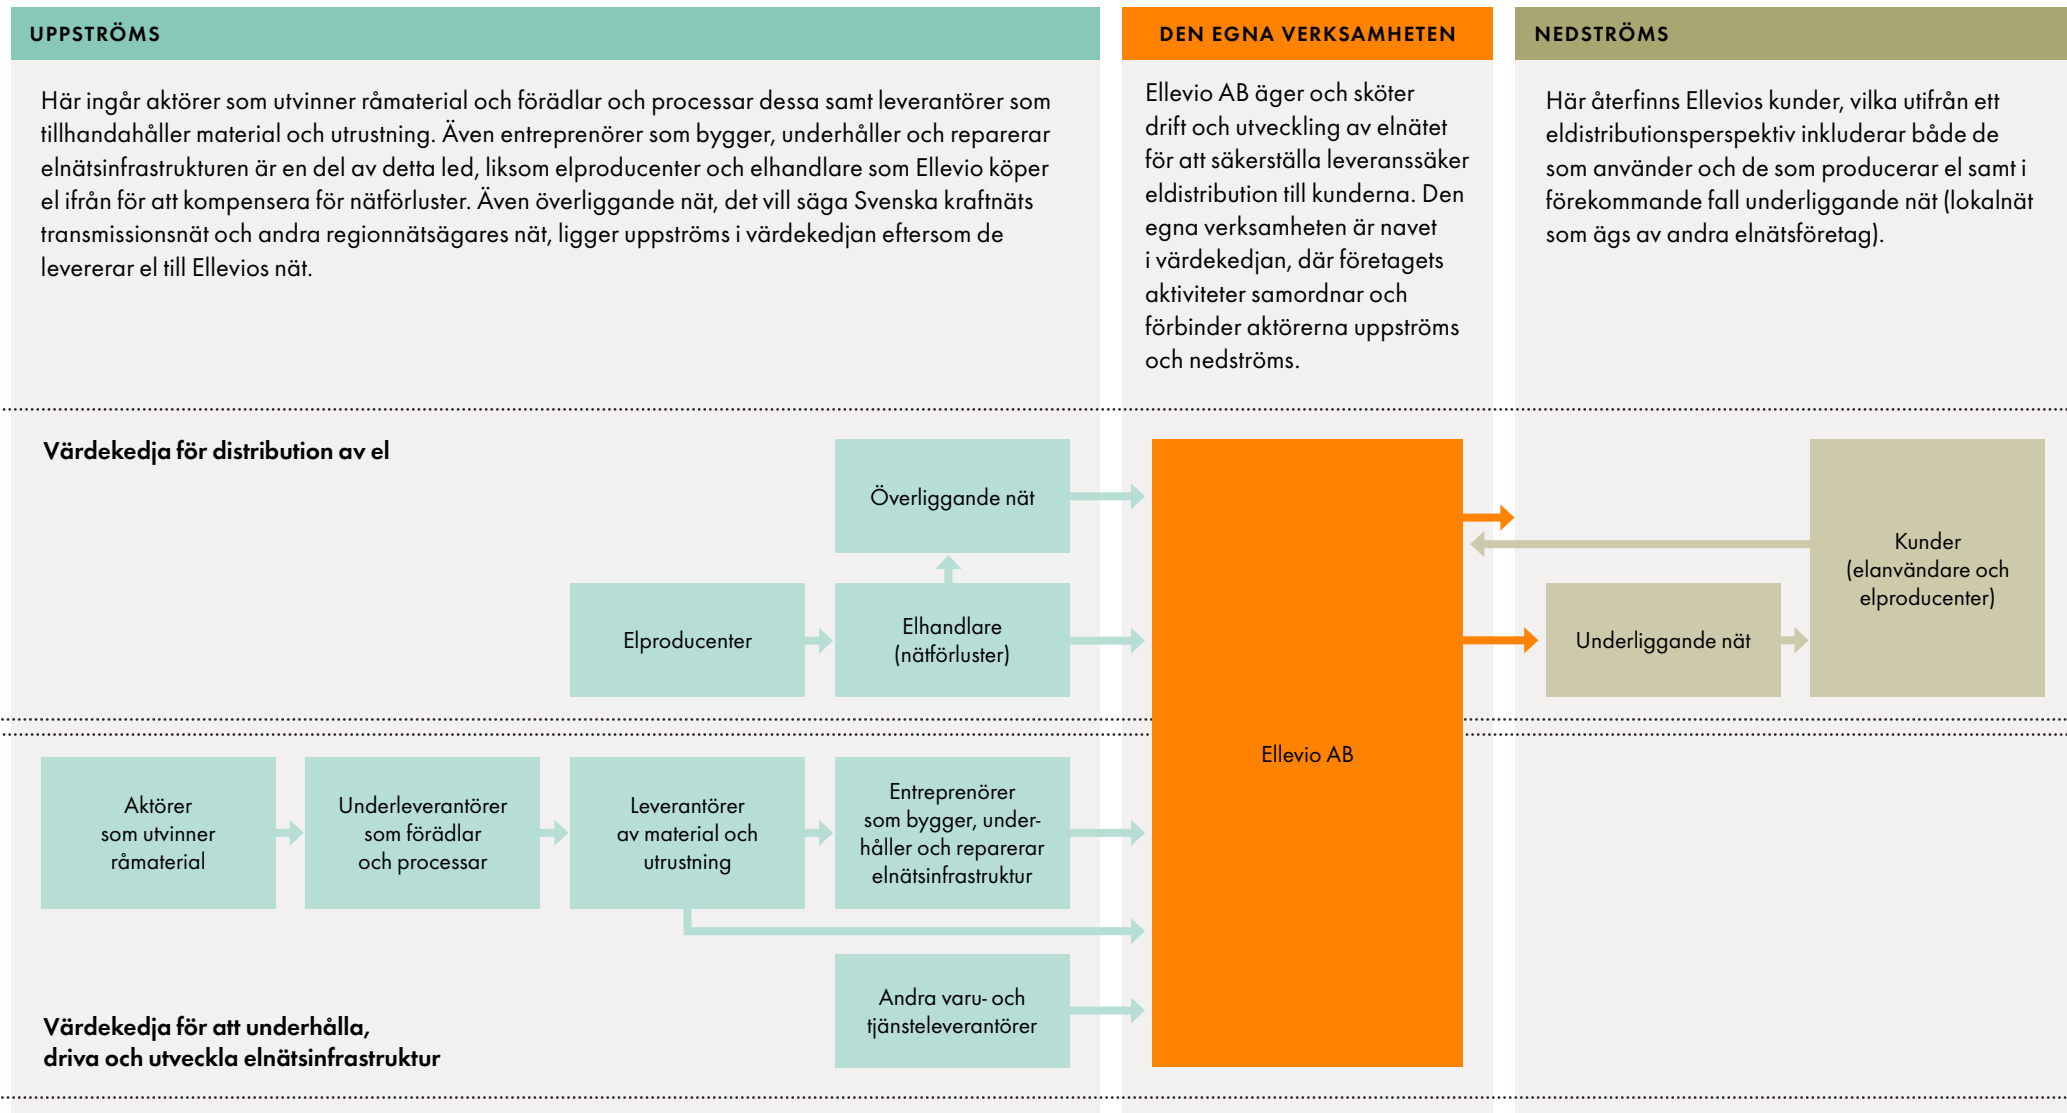 UPPSTRÖMS
Här ingår aktörer som utvinner råmaterial och förädlar och processar dessa samt leverantörer som
tillhandahåller material och utrustning. Även entreprenörer som bygger, underhåller och reparerar
elnätsinfrastrukturen är en del av detta led, liksom elproducenter och elhandlare som Ellevio köper
el ifrån för att kompensera för nätförluster. Även överliggande nät, det vill säga Svenska kraftnäts
transmissionsnät och andra regionnätsägares nät, ligger uppströms i värdekedjan eftersom de
levererar el till Ellevios nät.
DEN EGNA VERKSAMHETEN
Ellevio AB äger och sköter
drift och utveckling av elnätet
för att säkerställa leveranssäker
eldistribution till kunderna. Den
egna verksamheten är navet
i värdekedjan, där företagets
aktiviteter samordnar och
förbinder aktörerna uppströms
och nedströms.
NEDSTRÖMS
Här återfinns Ellevios kunder, vilka utifrån ett
eldistributionsperspektiv inkluderar både de
som använder och de som producerar el samt i
förekommande fall underliggande nät (lokalnät
som ägs av andra elnätsföretag).
Värdekedja för distribution av el
Överliggande nät
Elproducenter
Elhandlare
(nätförluster)
Kunder
(elanvändare och
elproducenter)
Underliggande nät
Ellevio AB
Aktörer
som utvinner
råmaterial
Underleverantörer
som förädlar
och processar
Leverantörer
av material och
utrustning
Entreprenörer
som bygger, under-
håller och reparerar
elnätsinfrastruktur
Andra varu- och
tjänsteleverantörer
Värdekedja för att underhålla,
driva och utveckla elnätsinfrastruktur